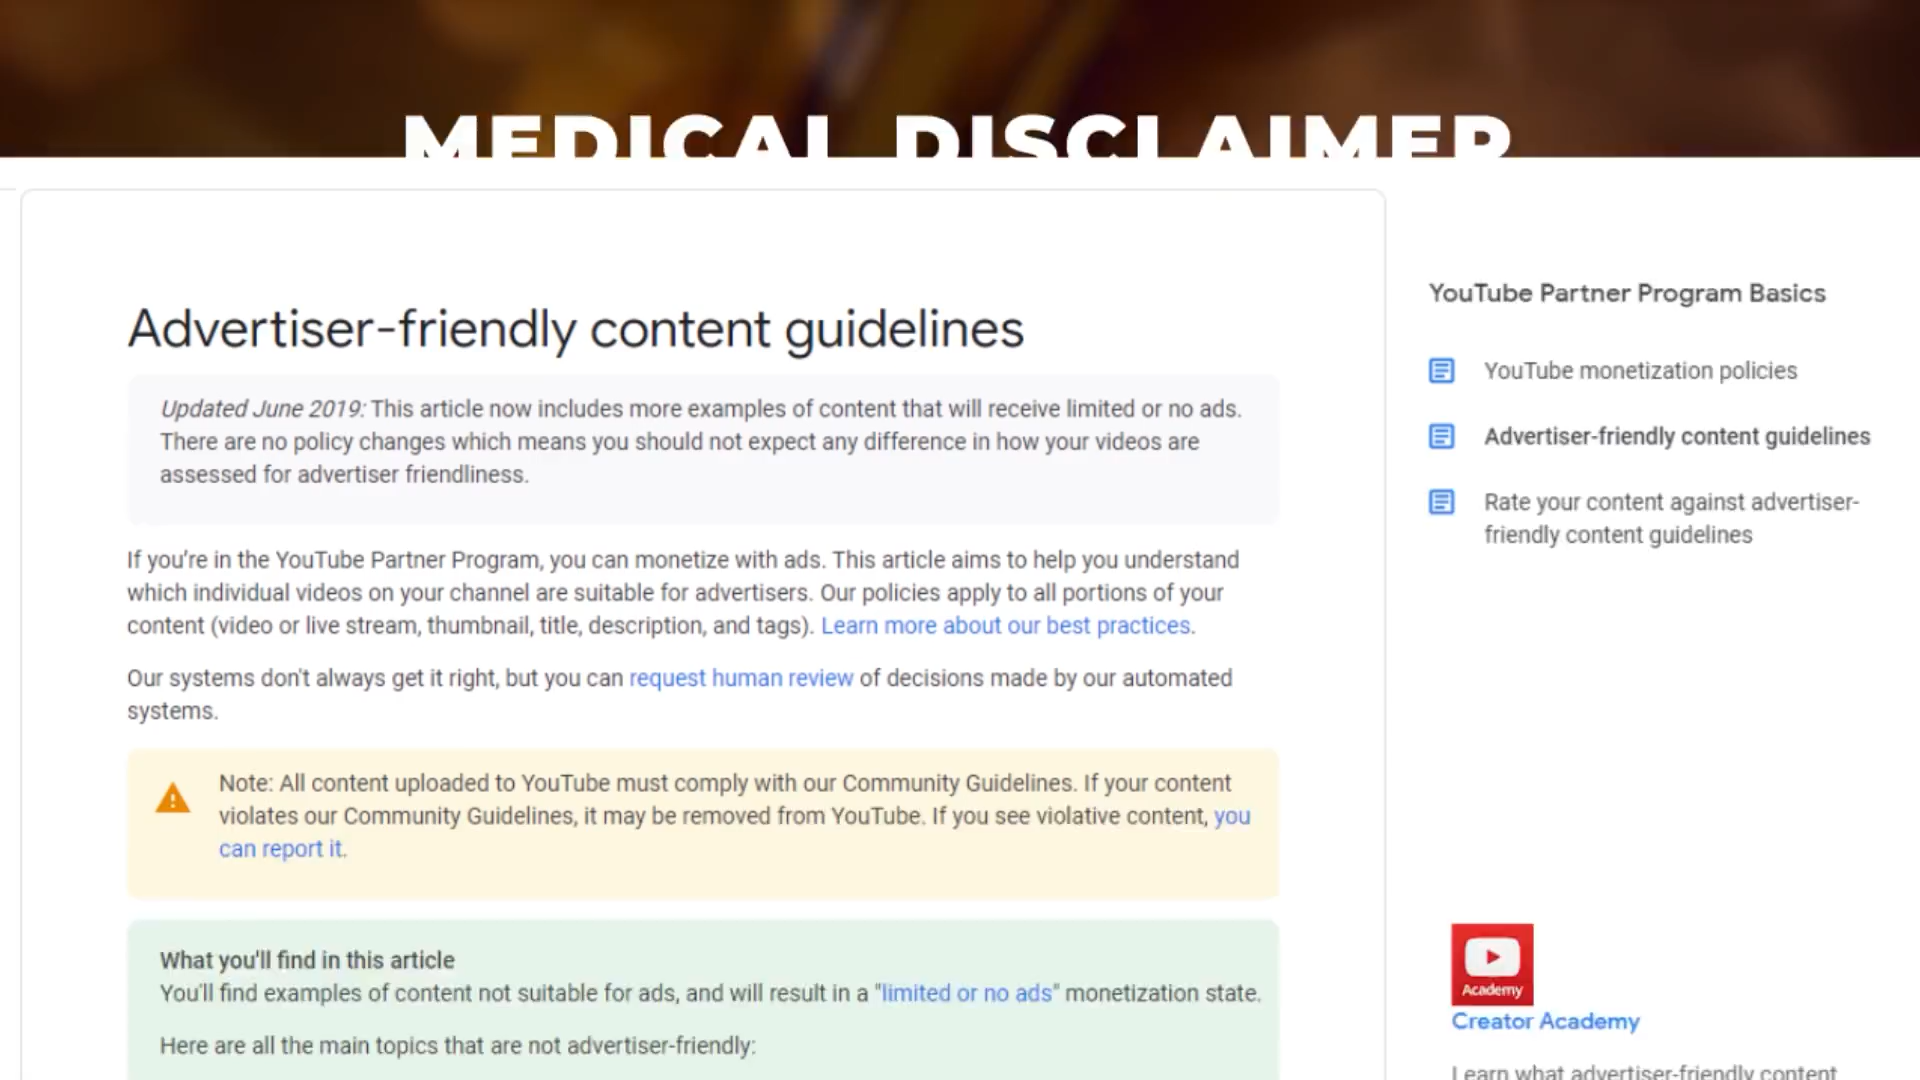 MEDICAL DISCLAIMER
Advertiser-friendly content guidelines
Updated June 2019: This article now includes more examples of content that will receive limited or no ads.
There are no policy changes which means you should not expect any difference in how your videos are
assessed for advertiser friendliness.
If you're in the YouTube Partner Program, you can monetize with ads. This article aims to help you understand
which individual videos on your channel are suitable for advertisers. Our policies apply to all portions of your
content (video or live stream, thumbnail, title, description, and tags). Learn more about our best practices.
Our systems don't always get it right, but you can request human review of decisions made by our automated
systems.
Note: All content uploaded to YouTube must comply with our Community Guidelines. If your content
violates our Community Guidelines, it may be removed from YouTube. If you see violative content, you
can report it.
What you'll find in this article
You'll find examples of content not suitable for ads, and will result in a "limited or no ads" monetization state.
Here are all the main topics that are not advertiser-friendly:
YouTube Partner Program Basics
YouTube monetization policies
Advertiser-friendly content guidelines
Rate your content against advertiser-
friendly content guidelines
Academy
Creator Academy
Learn what advertiser-friendly content